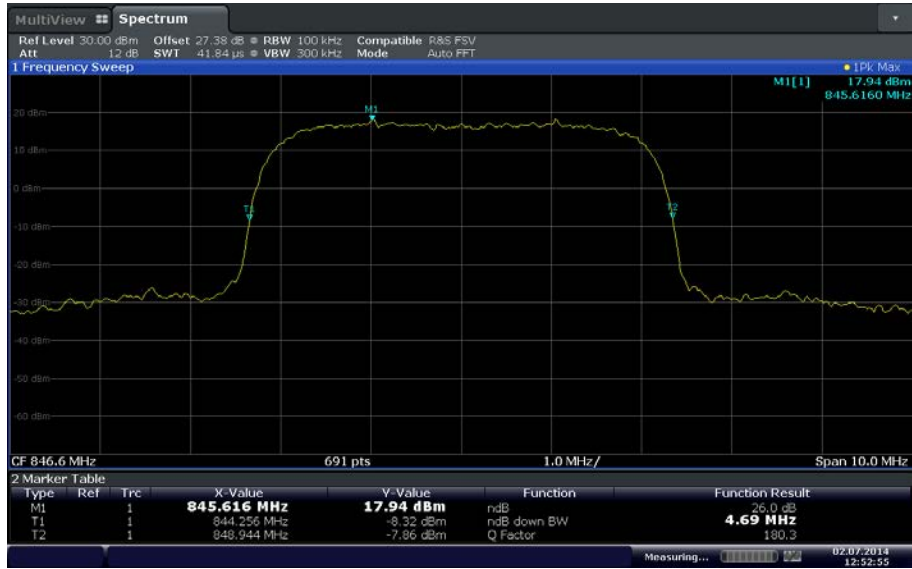 MultiView Spectrum
Ref Level 30.00 dBm Offset 27.38 dB RBW 100 kHz Compatible R&S FSV
Att 12 dB SWT 41.84 µs VBW 300 kHz Mode Auto FFT
1 Frequency Sweep 1Pk Max
M1[1] 17.94 dBm
845.6160 MHz
20 dBm
M1
10 dBm
0 dBm
T1 T2
-10 dBm
-20 dBm
-30 dBm
-40 dBm
-50 dBm
-60 dBm
CF 846.6 MHz 691 pts 1.0 MHz/ Span 10.0 MHz
2 Marker Table
Type Ref Trc X-Value Y-Value Function Function Result
M1 1 845.616 MHz 17.94 dBm ndB 26.0 dB
T1 1 844.256 MHz -8.32 dBm ndB down BW 4.69 MHz
T2 1 848.944 MHz -7.86 dBm Q Factor 180.3
Measuring... 02.07.2014
12:52:55